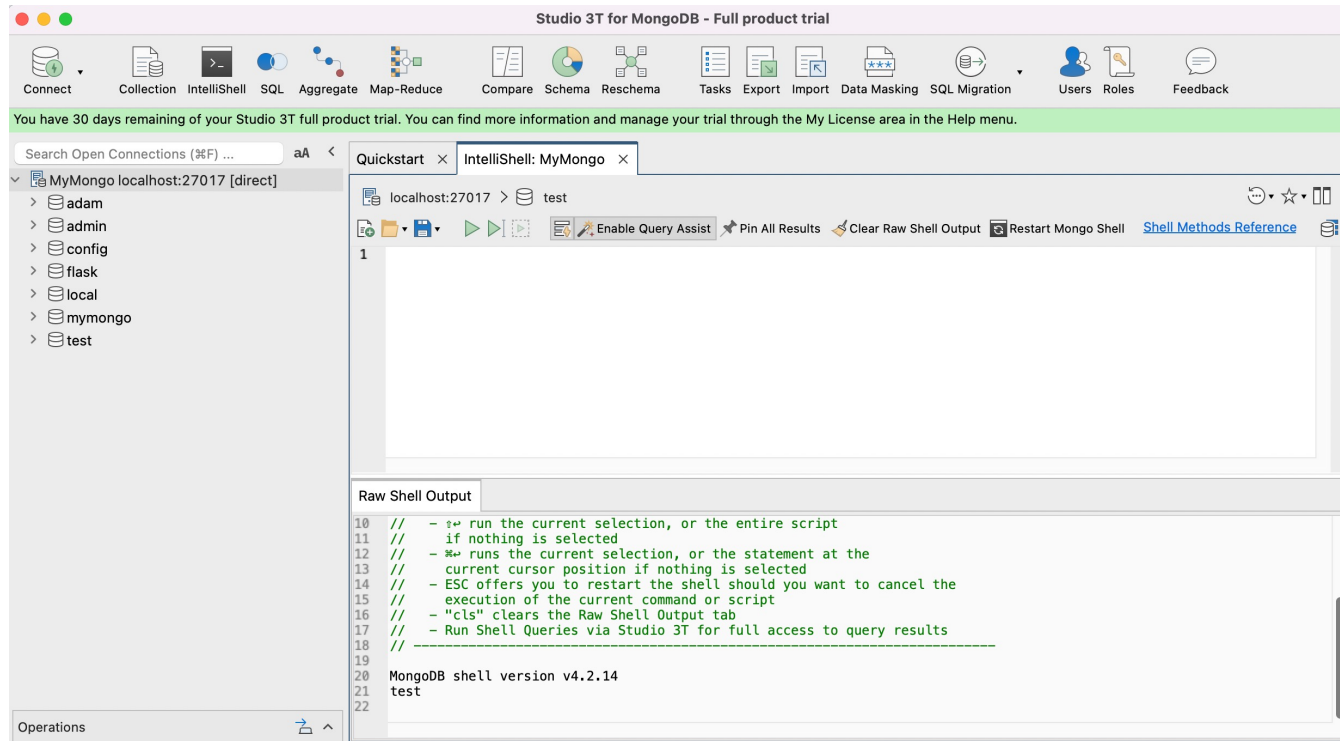 Studio 3T for MongoDB - Full product trial
Connect Collection IntelliShell SQL Aggregate Map-Reduce Compare Schema Reschema Tasks Export Import Data Masking SQL Migration Users Roles Feedback
You have 30 days remaining of your Studio 3T full product trial. You can find more information and manage your trial through the My License area in the Help menu.
Search Open Connections (⌘F) ... aA
MyMongo localhost:27017 [direct]
adam
admin
config
flask
local
mymongo
test
Operations
Quickstart × IntelliShell: MyMongo ×
localhost:27017 > test
Enable Query Assist Pin All Results Clear Raw Shell Output Restart Mongo Shell Shell Methods Reference
1
Raw Shell Output
10 // - ⇧↩ run the current selection, or the entire script
11 // if nothing is selected
12 // - ⌘↩ runs the current selection, or the statement at the
13 // current cursor position if nothing is selected
14 // - ESC offers you to restart the shell should you want to cancel the
15 // execution of the current command or script
16 // - "cls" clears the Raw Shell Output tab
17 // - Run Shell Queries via Studio 3T for full access to query results
18 // ----------------------------------------------------------------------
19
20 MongoDB shell version v4.2.14
21 test
22